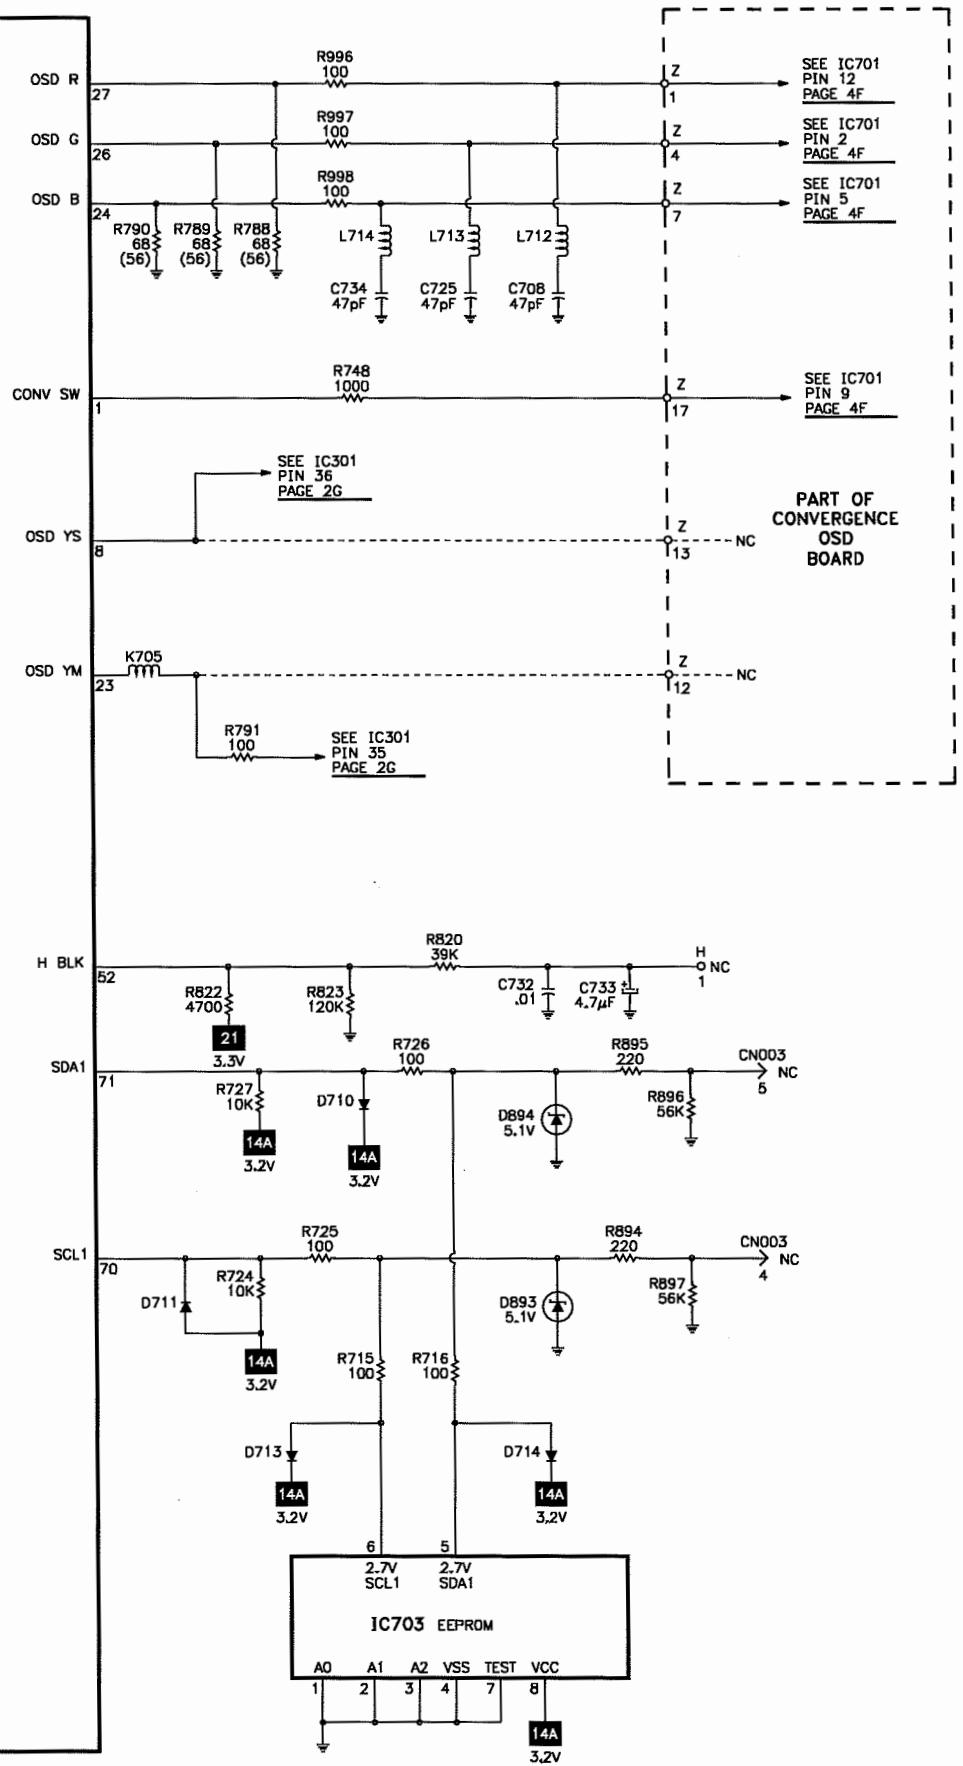 OSD R
27
R996
100
Z
1
SEE IC701
PIN 12
PAGE 4F
OSD G
26
R997
100
Z
4
SEE IC701
PIN 2
PAGE 4F
OSD B
24
R998
100
Z
7
SEE IC701
PIN 5
PAGE 4F
R790
68
(56)
R789
68
(56)
R788
68
(56)
L714
L713
L712
C734
47pF
C725
47pF
C708
47pF
CONV SW
1
R748
1000
Z
17
SEE IC701
PIN 9
PAGE 4F
SEE IC301
PIN 36
PAGE 2G
OSD YS
8
Z
13
NC
PART OF
CONVERGENCE
OSD
BOARD
OSD YM
23
K705
Z
12
NC
R791
100
SEE IC301
PIN 35
PAGE 2G
H BLK
52
R820
39K
H
1
NC
R822
4700
21
3.3V
R823
120K
C732
.01
C733
+
4.7µF
SDA1
71
R726
100
R895
220
CN003
5
NC
R727
10K
14A
3.2V
D710
14A
3.2V
D894
5.1V
R896
56K
SCL1
70
R725
100
R894
220
CN003
4
NC
D711
R724
10K
14A
3.2V
D893
5.1V
R897
56K
R715
100
R716
100
D713
14A
3.2V
D714
14A
3.2V
6
5
2.7V
SCL1
2.7V
SDA1
IC703 EEPROM
A0
A1
A2
VSS
TEST
VCC
1
2
3
4
7
8
14A
3.2V